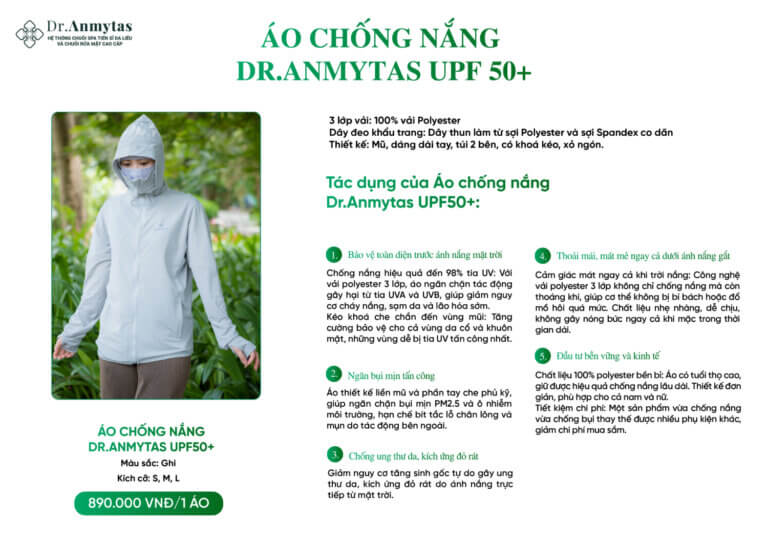 Dr.Anmytas
HỆ THỐNG CHUỖI SPA TIẾN SĨ DA LIỄU
VÀ CHUỖI RỬA MẶT CAO CẤP
ÁO CHỐNG NẮNG
DR.ANMYTAS UPF 50+
3 lớp vải: 100% vải Polyester
Dây đeo khẩu trang: Dây thun làm từ sợi Polyester và sợi Spandex co dãn
Thiết kế: Mũ, dáng dài tay, túi 2 bên, có khoá kéo, xỏ ngón.
Tác dụng của Áo chống nắng
Dr.Anmytas UPF50+:
1. Bảo vệ toàn diện trước ánh nắng mặt trời
Chống nắng hiệu quả đến 98% tia UV: Với
vải polyester 3 lớp, áo ngăn chặn tác động
gây hại từ tia UVA và UVB, giúp giảm nguy
cơ cháy nắng, sạm da và lão hóa sớm.
Kéo khoá che chắn đến vùng mũi: Tăng
cường bảo vệ cho cả vùng da cổ và khuôn
mặt, những vùng dễ bị tia UV tấn công nhất.
2. Ngăn bụi mịn tấn công
Áo thiết kế liền mũ và phần tay che phủ kỹ,
giúp ngăn chặn bụi mịn PM2.5 và ô nhiễm
môi trường, hạn chế bít tắc lỗ chân lông và
mụn do tác động bên ngoài.
3. Chống ung thư da, kích ứng đỏ rát
Giảm nguy cơ tăng sinh gốc tự do gây ung
thư da, kích ứng đỏ rát do ánh nắng trực
tiếp từ mặt trời.
4. Thoải mái, mát mẻ ngay cả dưới ánh nắng gắt
Cảm giác mát ngay cả khi trời nắng: Công nghệ
vải polyester 3 lớp không chỉ chống nắng mà còn
thoáng khí, giúp cơ thể không bị bí bách hoặc đổ
mồ hôi quá mức. Chất liệu nhẹ nhàng, dễ chịu,
không gây nóng bức ngay cả khi mặc trong thời
gian dài.
5. Đầu tư bền vững và kinh tế
Chất liệu 100% polyester bền bỉ: Áo có tuổi thọ cao,
giữ được hiệu quả chống nắng lâu dài. Thiết kế đơn
giản, phù hợp cho cả nam và nữ.
Tiết kiệm chi phí: Một sản phẩm vừa chống nắng
vừa chống bụi thay thế được nhiều phụ kiện khác,
giảm chi phí mua sắm.
ÁO CHỐNG NẮNG
DR.ANMYTAS UPF50+
Màu sắc: Ghi
Kích cỡ: S, M, L
890.000 VNĐ/1 ÁO